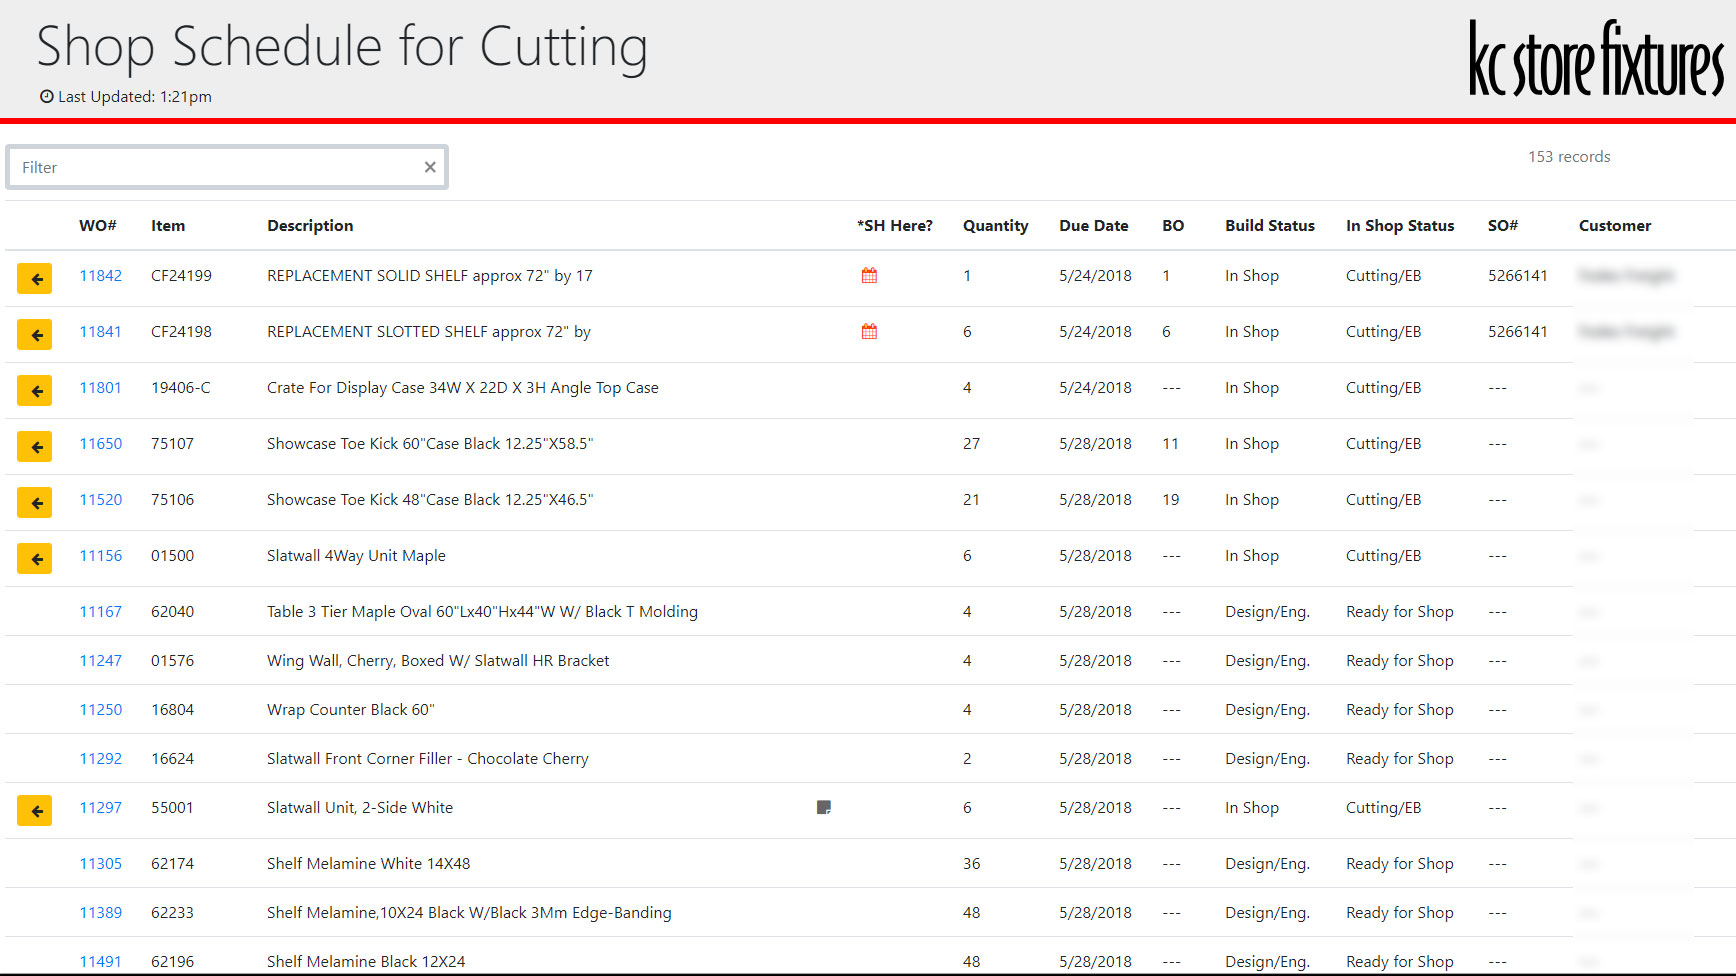 Shop Schedule for Cutting
Last Updated: 1:21pm
kc store fixtures
Filter
153 records
WO# Item Description *SH Here? Quantity Due Date BO Build Status In Shop Status SO# Customer
11842 CF24199 REPLACEMENT SOLID SHELF approx 72" by 17 1 5/24/2018 1 In Shop Cutting/EB 5266141
11841 CF24198 REPLACEMENT SLOTTED SHELF approx 72" by 6 5/24/2018 6 In Shop Cutting/EB 5266141
11801 19406-C Crate For Display Case 34W X 22D X 3H Angle Top Case 4 5/24/2018 --- In Shop Cutting/EB ---
11650 75107 Showcase Toe Kick 60"Case Black 12.25"X58.5" 27 5/28/2018 11 In Shop Cutting/EB ---
11520 75106 Showcase Toe Kick 48"Case Black 12.25"X46.5" 21 5/28/2018 19 In Shop Cutting/EB ---
11156 01500 Slatwall 4Way Unit Maple 6 5/28/2018 --- In Shop Cutting/EB ---
11167 62040 Table 3 Tier Maple Oval 60"Lx40"Hx44"W W/ Black T Molding 4 5/28/2018 --- Design/Eng. Ready for Shop ---
11247 01576 Wing Wall, Cherry, Boxed W/ Slatwall HR Bracket 4 5/28/2018 --- Design/Eng. Ready for Shop ---
11250 16804 Wrap Counter Black 60" 4 5/28/2018 --- Design/Eng. Ready for Shop ---
11292 16624 Slatwall Front Corner Filler - Chocolate Cherry 2 5/28/2018 --- Design/Eng. Ready for Shop ---
11297 55001 Slatwall Unit, 2-Side White 6 5/28/2018 --- In Shop Cutting/EB ---
11305 62174 Shelf Melamine White 14X48 36 5/28/2018 --- Design/Eng. Ready for Shop ---
11389 62233 Shelf Melamine,10X24 Black W/Black 3Mm Edge-Banding 48 5/28/2018 --- Design/Eng. Ready for Shop ---
11491 62196 Shelf Melamine Black 12X24 48 5/28/2018 --- Design/Eng. Ready for Shop ---